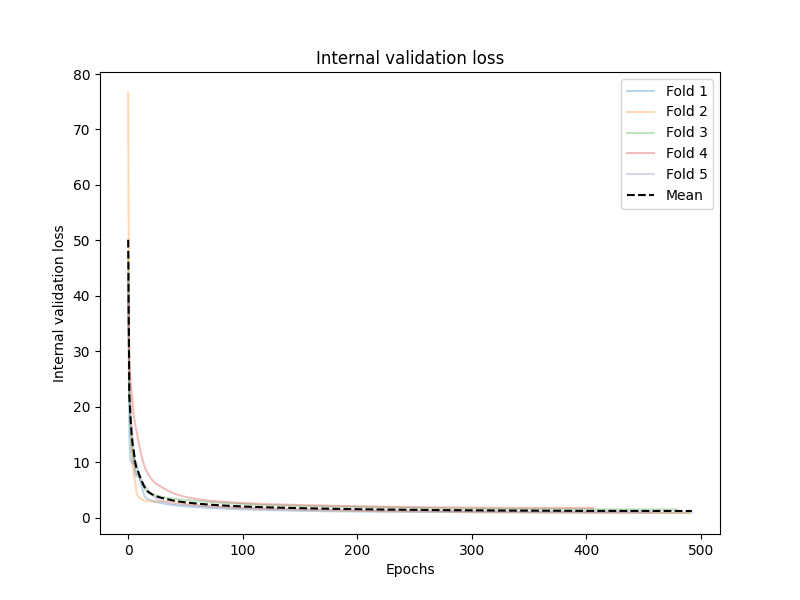 Internal validation loss
80
70
60
50
40
30
20
10
0
Internal validation loss
Fold 1
Fold 2
Fold 3
Fold 4
Fold 5
Mean
0 100 200 300 400 500
Epochs